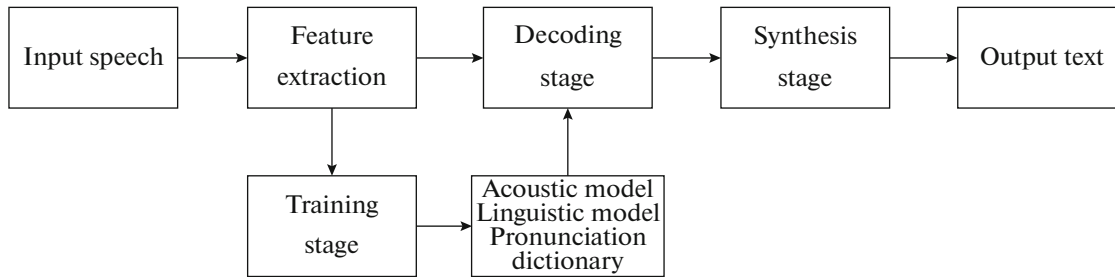 Input speech
Feature
extraction
Decoding
stage
Synthesis
stage
Output text
Training
stage
Acoustic model
Linguistic model
Pronunciation
dictionary